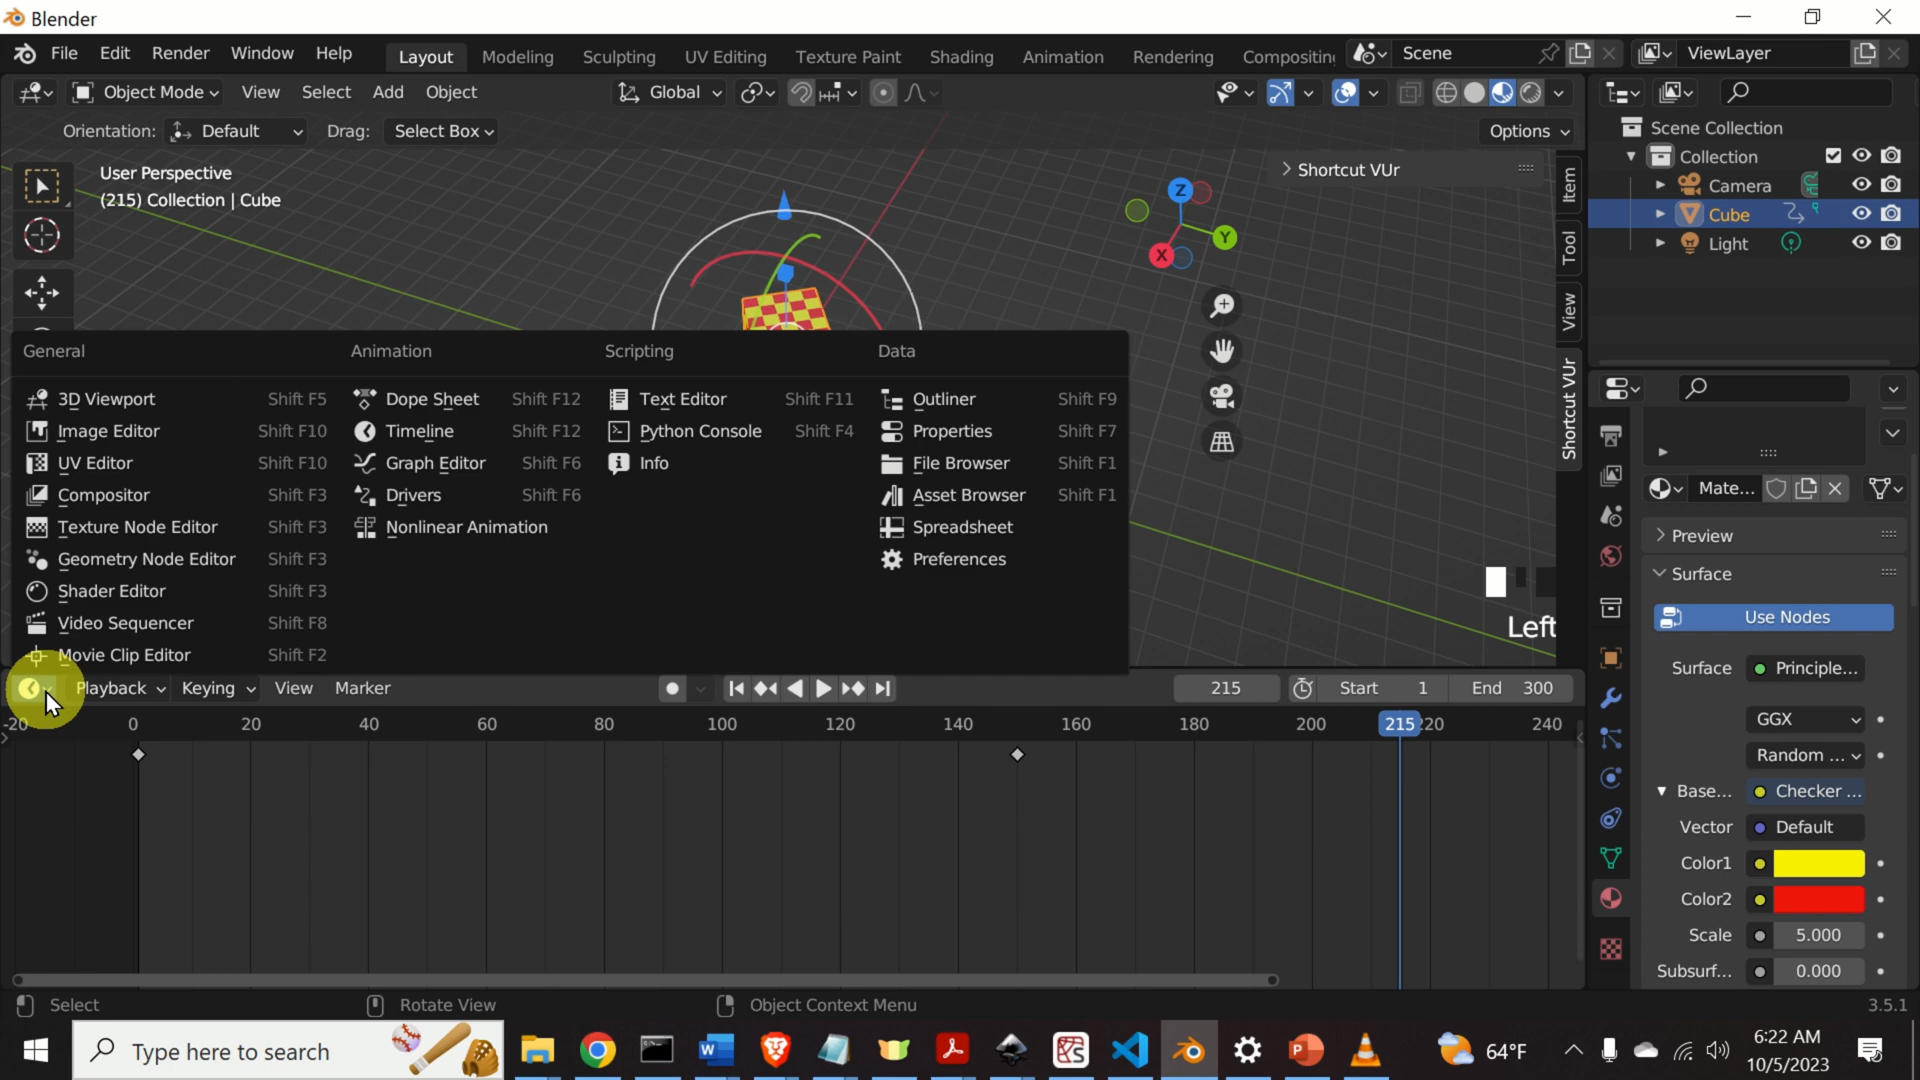 Blender
File Edit Render Window Help Layout Modeling Sculpting UV Editing Texture Paint Shading Animation Rendering Compositin Scene ViewLayer
Object Mode View Select Add Object Global
Orientation: Default Drag: Select Box Options
User Perspective
(215) Collection | Cube
Shortcut VUr
Z
Y
X
Item
Tool
View
Shortcut VUr
Scene Collection
Collection
Camera
Cube
Light
General Animation Scripting Data
3D Viewport Shift F5 Dope Sheet Shift F12 Text Editor Shift F11 Outliner Shift F9
Image Editor Shift F10 Timeline Shift F12 Python Console Shift F4 Properties Shift F7
UV Editor Shift F10 Graph Editor Shift F6 Info File Browser Shift F1
Compositor Shift F3 Drivers Shift F6 Asset Browser Shift F1
Texture Node Editor Shift F3 Nonlinear Animation Spreadsheet
Geometry Node Editor Shift F3 Preferences
Shader Editor Shift F3
Video Sequencer Shift F8
Movie Clip Editor Shift F2
Left
Mate...
Preview
Surface
Use Nodes
Surface Principle...
GGX
Random ...
Base... Checker ...
Vector Default
Color1
Color2
Scale 5.000
Subsurf... 0.000
Playback Keying View Marker 215 Start 1 End 300
-20 0 20 40 60 80 100 120 140 160 180 200 215 220 240
Select Rotate View Object Context Menu 3.5.1
Type here to search 64°F 6:22 AM
10/5/2023